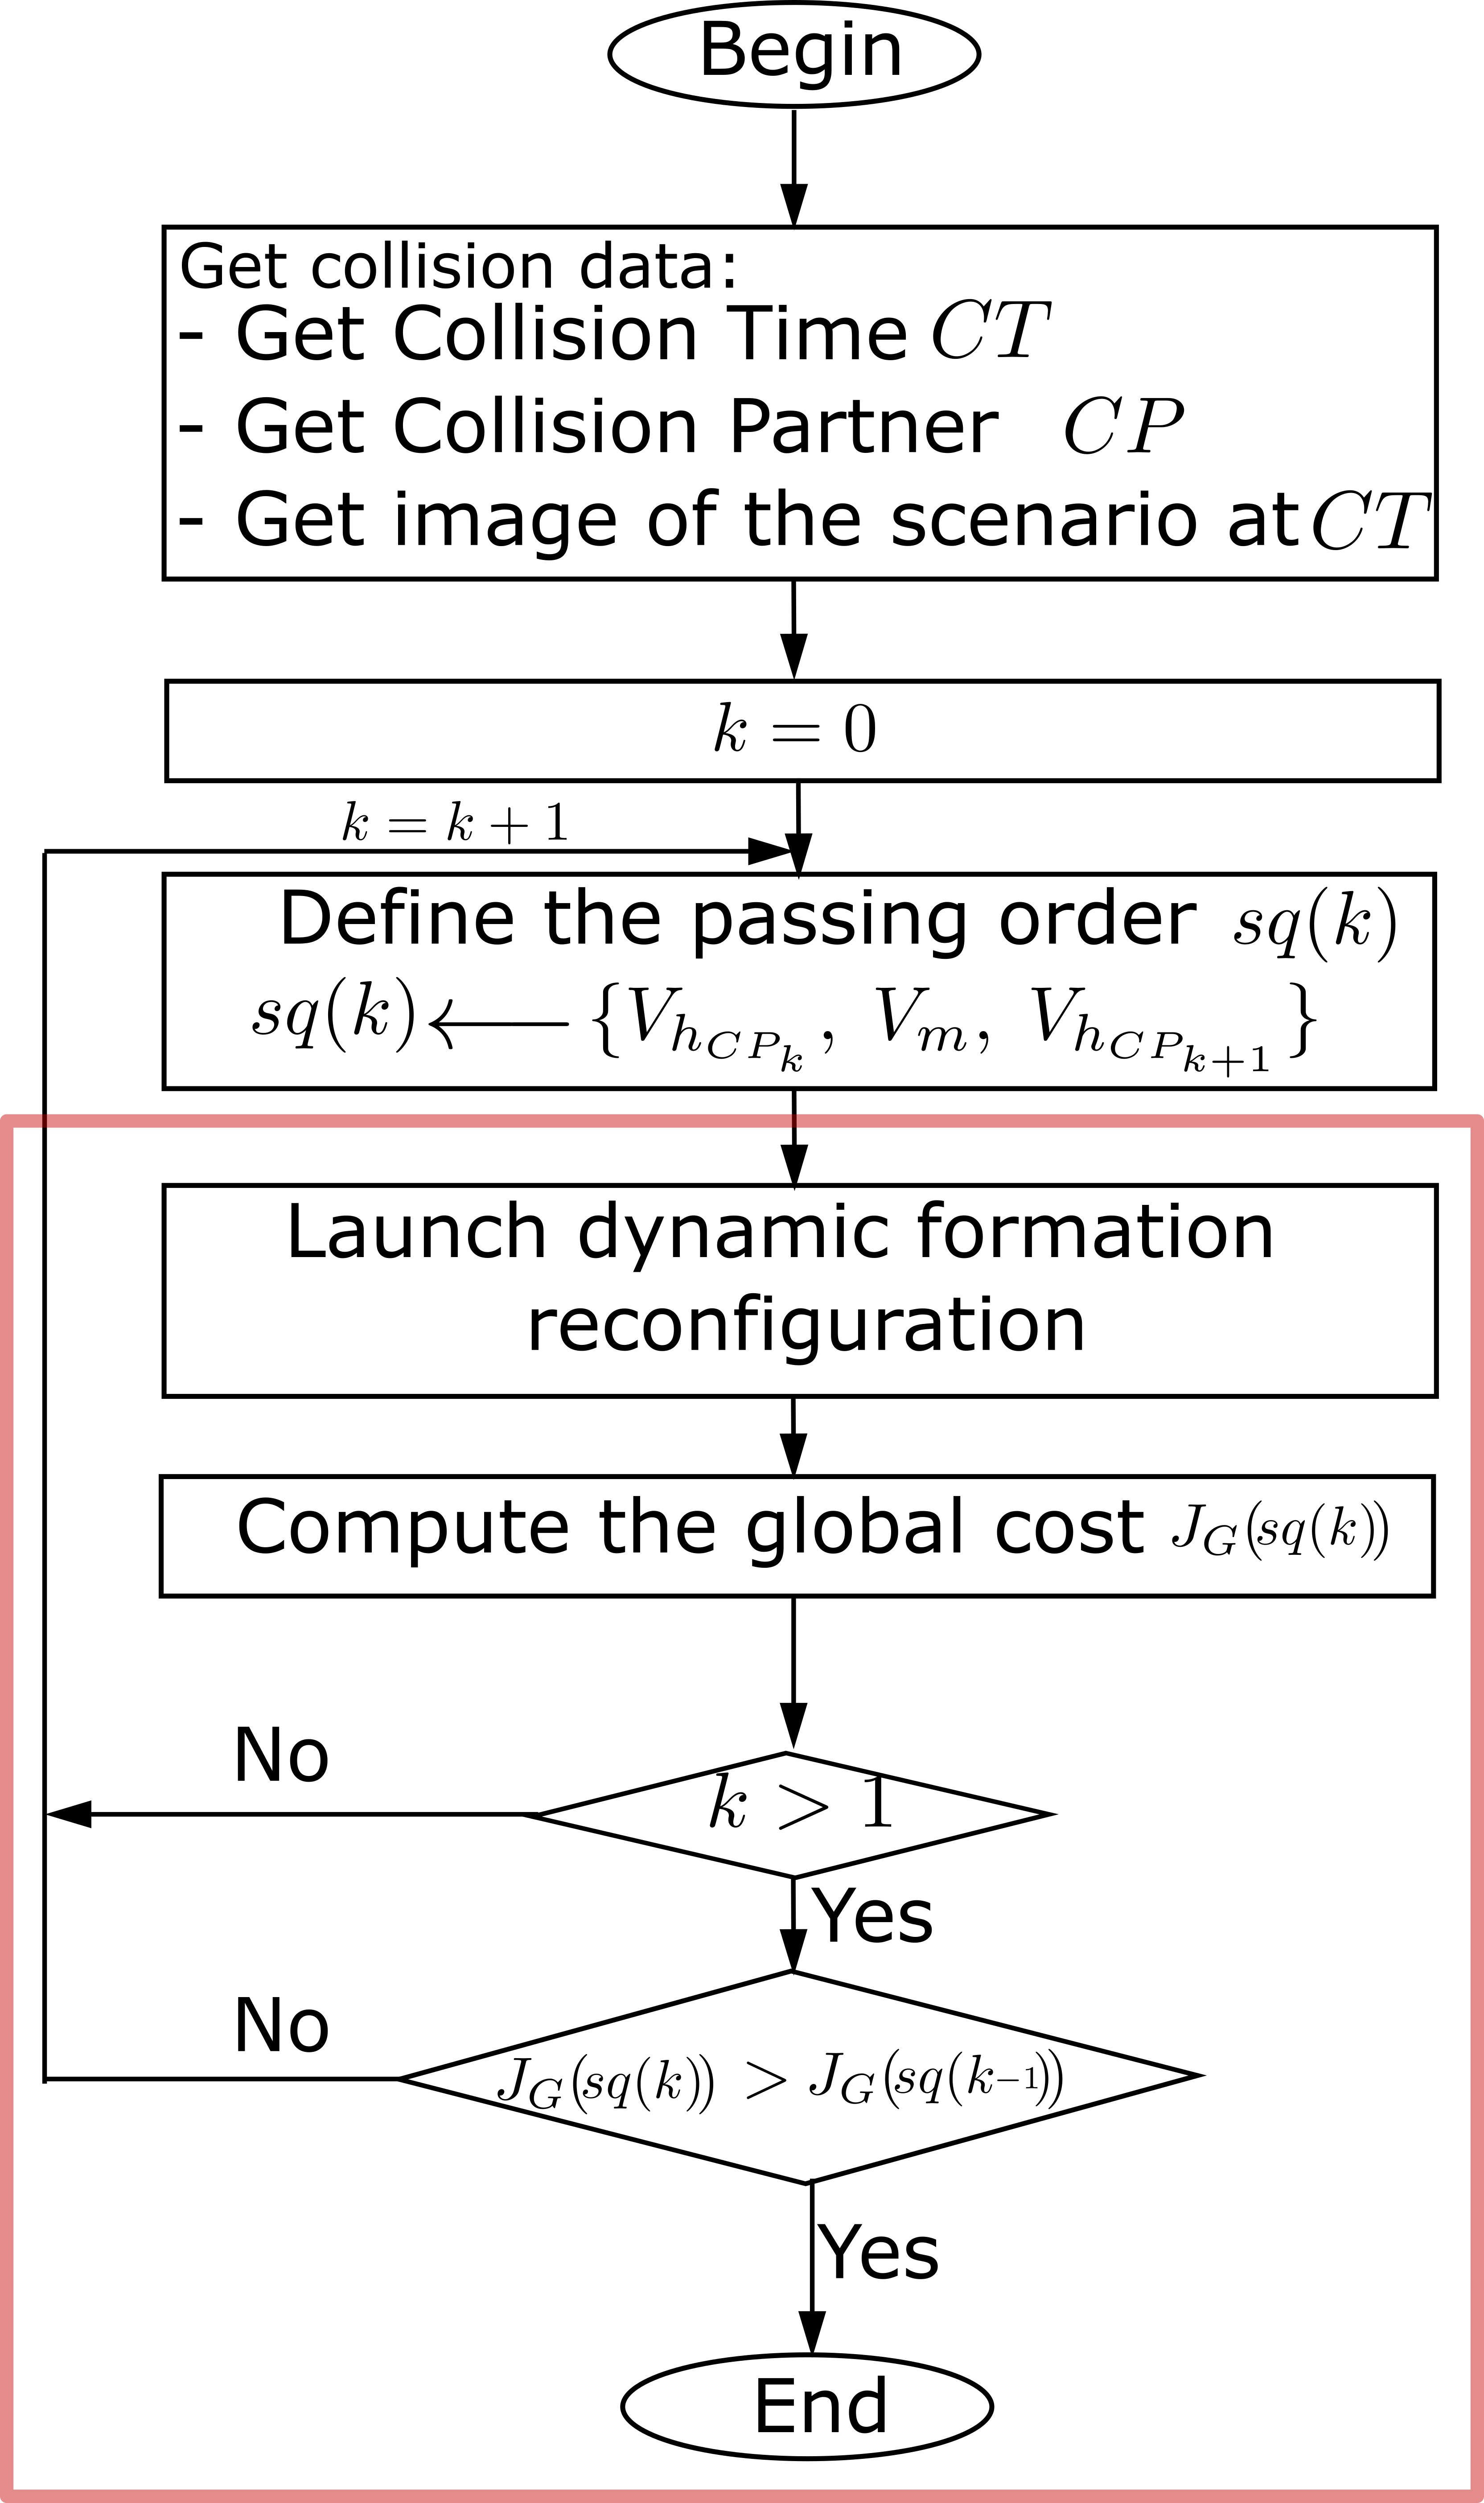 Begin
Get collision data:
- Get Collision Time CT
- Get Collision Partner CP
- Get image of the scenario at CT
k = 0
k = k + 1
Define the passing order sq(k)
sq(k) ⟵ {V_{h_{CP_k}}, V_m, V_{h_{CP_{k+1}}}}
Launch dynamic formation
reconfiguration
Compute the global cost J_G(sq(k))
No
k > 1
Yes
No
J_G(sq(k)) > J_G(sq(k-1))
Yes
End